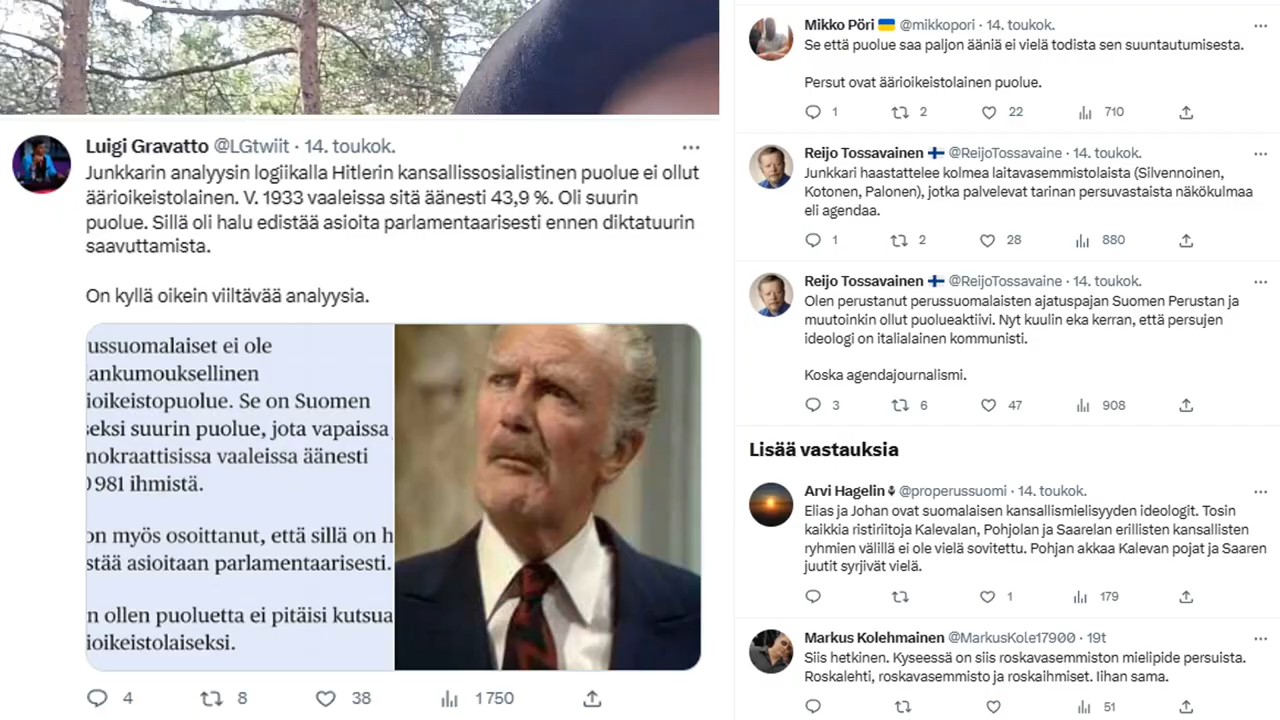 Luigi Gravatto @LGtwiit · 14. toukok.
Junkkarin analyysin logiikalla Hitlerin kansallissosialistinen puolue ei ollut
äärioikeistolainen. V. 1933 vaaleissa sitä äänesti 43,9 %. Oli suurin
puolue. Sillä oli halu edistää asioita parlamentaarisesti ennen diktatuurin
saavuttamista.
On kyllä oikein viiltävää analyysia.
ussuomalaiset ei ole
ankumouksellinen
ioikeistopuolue. Se on Suomen
seksi suurin puolue, jota vapaissa
mokraattisissa vaaleissa äänesti
0 981 ihmistä.
on myös osoittanut, että sillä on h
stää asioitaan parlamentaarisesti.
n ollen puoluetta ei pitäisi kutsua
ioikeistolaiseksi.
4 8 38 1 750
Mikko Pöri @mikkopori · 14. toukok.
Se että puolue saa paljon ääniä ei vielä todista sen suuntautumisesta.
Persut ovat äärioikeistolainen puolue.
1 2 22 710
Reijo Tossavainen @ReijoTossavaine · 14. toukok.
Junkkari haastattelee kolmea laitavasemmistolaista (Silvennoinen,
Kotonen, Palonen), jotka palvelevat tarinan persuvastaista näkökulmaa
eli agendaa.
1 2 28 880
Reijo Tossavainen @ReijoTossavaine · 14. toukok.
Olen perustanut perussuomalaisten ajatuspajan Suomen Perustan ja
muutoinkin ollut puolueaktiivi. Nyt kuulin eka kerran, että persujen
ideologi on italialainen kommunisti.
Koska agendajournalismi.
3 6 47 908
Lisää vastauksia
Arvi Hagelin @properussuomi · 14. toukok.
Elias ja Johan ovat suomalaisen kansallismielisyyden ideologit. Tosin
kaikkia ristiriitoja Kalevalan, Pohjolan ja Saarelan erillisten kansallisten
ryhmien välillä ei ole vielä sovitettu. Pohjan akkaa Kalevan pojat ja Saaren
juutit syrjivät vielä.
1 179
Markus Kolehmainen @MarkusKole17900 · 19t
Siis hetkinen. Kyseessä on siis roskavasemmiston mielipide persuista.
Roskalehti, roskavasemmisto ja roskaihmiset. Iihan sama.
51